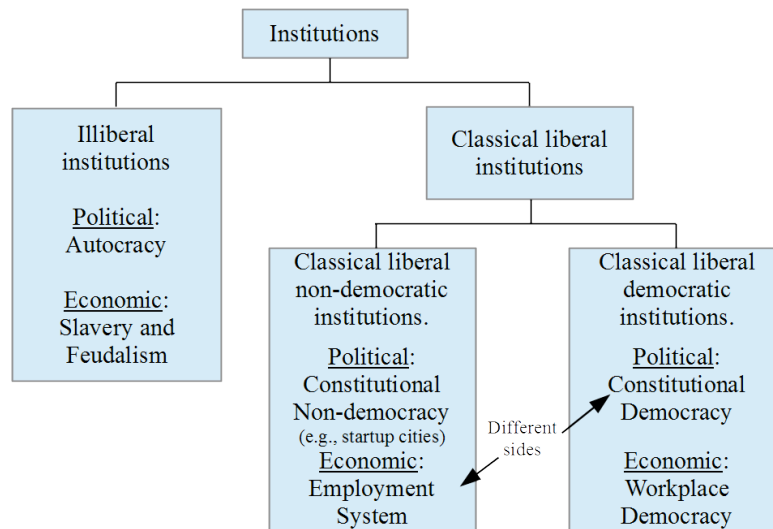 Institutions
Illiberal
institutions
Political:
Autocracy
Economic:
Slavery and
Feudalism
Classical liberal
institutions
Classical liberal
non-democratic
institutions.
Political:
Constitutional
Non-democracy
(e.g., startup cities)
Economic:
Employment
System
Different
sides
Classical liberal
democratic
institutions.
Political:
Constitutional
Democracy
Economic:
Workplace
Democracy